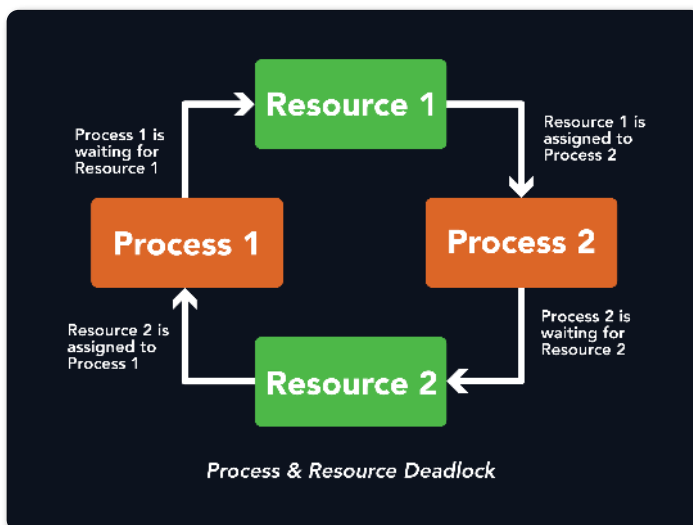 Resource 1
Process 1 is
waiting for
Resource 1
Resource 1 is
assigned to
Process 2
Process 1
Process 2
Resource 2 is
assigned to
Process 1
Process 2 is
waiting for
Resource 2
Resource 2
Process & Resource Deadlock